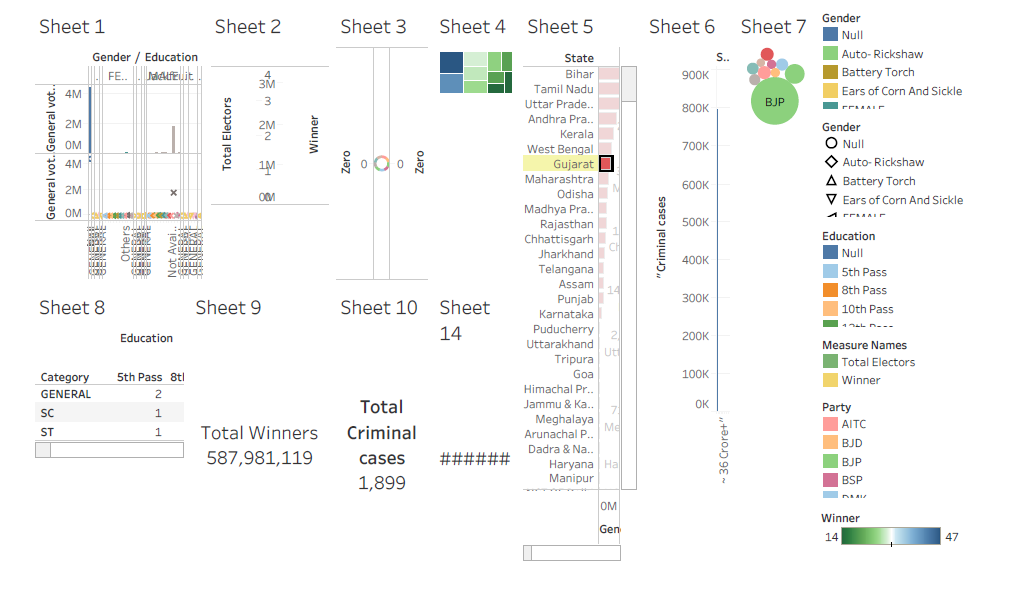 Sheet 1
Gender / Education
FE..
4M
2M
0M
General vot..
4M
2M
0M
General vot..
Others
Not Avai..
Sheet 2
Total Electors
4
3M
3
2M
2
1M
1
0M
Winner
Sheet 3
Zero
0
0
Zero
Sheet 4
Sheet 5
State
Bihar
Tamil Nadu
Uttar Prade..
Andhra Pra..
Kerala
West Bengal
Gujarat
Maharashtra
Odisha
Madhya Pra..
Rajasthan
Chhattisgarh
Jharkhand
Telangana
Assam
Punjab
Karnataka
Puducherry
Uttarakhand
Tripura
Goa
Himachal Pr..
Jammu & Ka..
Meghalaya
Arunachal P..
Dadra & Na..
Haryana
Manipur
0M
Sheet 6
S..
"Criminal cases
900K
800K
700K
600K
500K
400K
300K
200K
100K
0K
~ 36 Crore+"
Sheet 7
BJP
Sheet 8
Education
Category 5th Pass
GENERAL 2
SC 1
ST 1
Sheet 9
Total Winners
587,981,119
Sheet 10
Total
Criminal
cases
1,899
Sheet
14
######
Gender
Null
Auto- Rickshaw
Battery Torch
Ears of Corn And Sickle
FEMALE
Gender
Null
Auto- Rickshaw
Battery Torch
Ears of Corn And Sickle
FEMALE
Education
Null
5th Pass
8th Pass
10th Pass
12th Pass
Measure Names
Total Electors
Winner
Party
AITC
BJD
BJP
BSP
DMK
Winner
14 47